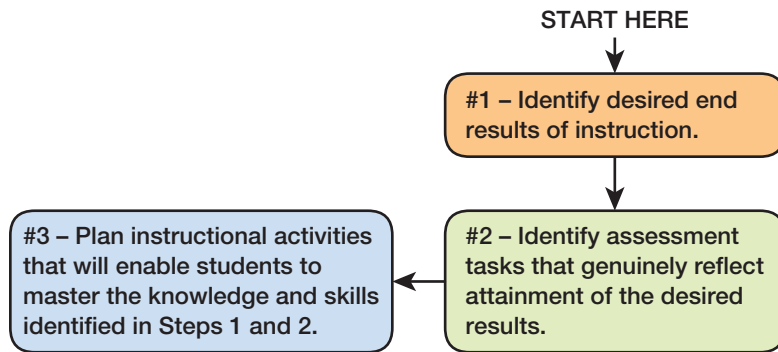 START HERE
#1 – Identify desired end
results of instruction.
#2 – Identify assessment
tasks that genuinely reflect
attainment of the desired
results.
#3 – Plan instructional activities
that will enable students to
master the knowledge and skills
identified in Steps 1 and 2.